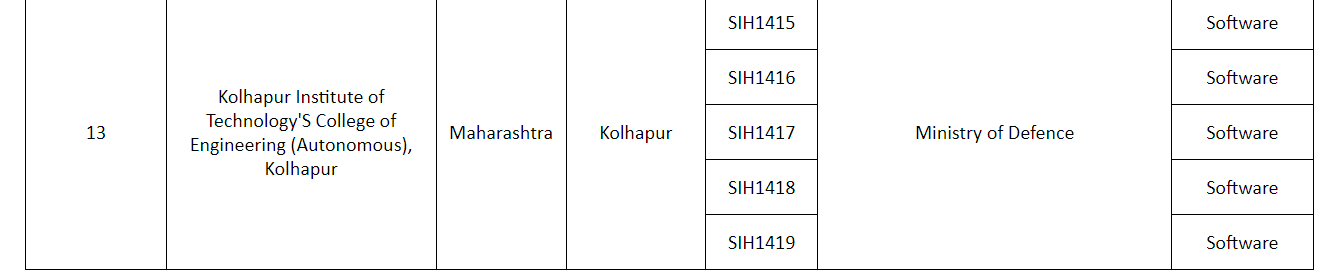 SIH1415 Software
SIH1416 Software
Kolhapur Institute of
Technology'S College of
13 Maharashtra Kolhapur SIH1417 Ministry of Defence Software
Engineering (Autonomous),
Kolhapur
SIH1418 Software
SIH1419 Software